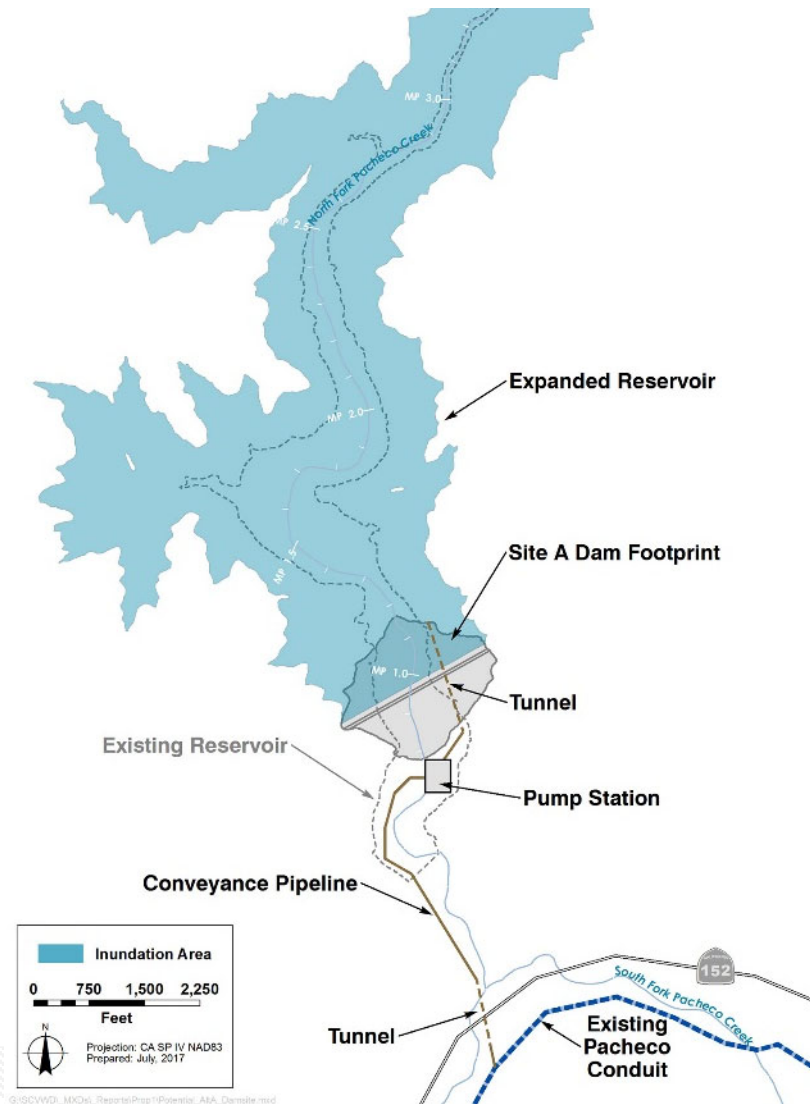 MP 3.0
North Fork Pacheco Creek
MP 2.5
Expanded Reservoir
MP 2.0
Site A Dam Footprint
MP 1.5
MP 1.0
Tunnel
Existing Reservoir
Pump Station
Conveyance Pipeline
Inundation Area
0 750 1,500 2,250
Feet
N
Projection: CA SP IV NAD83
Prepared: July, 2017
152
South Fork Pacheco Creek
Tunnel
Existing
Pacheco
Conduit